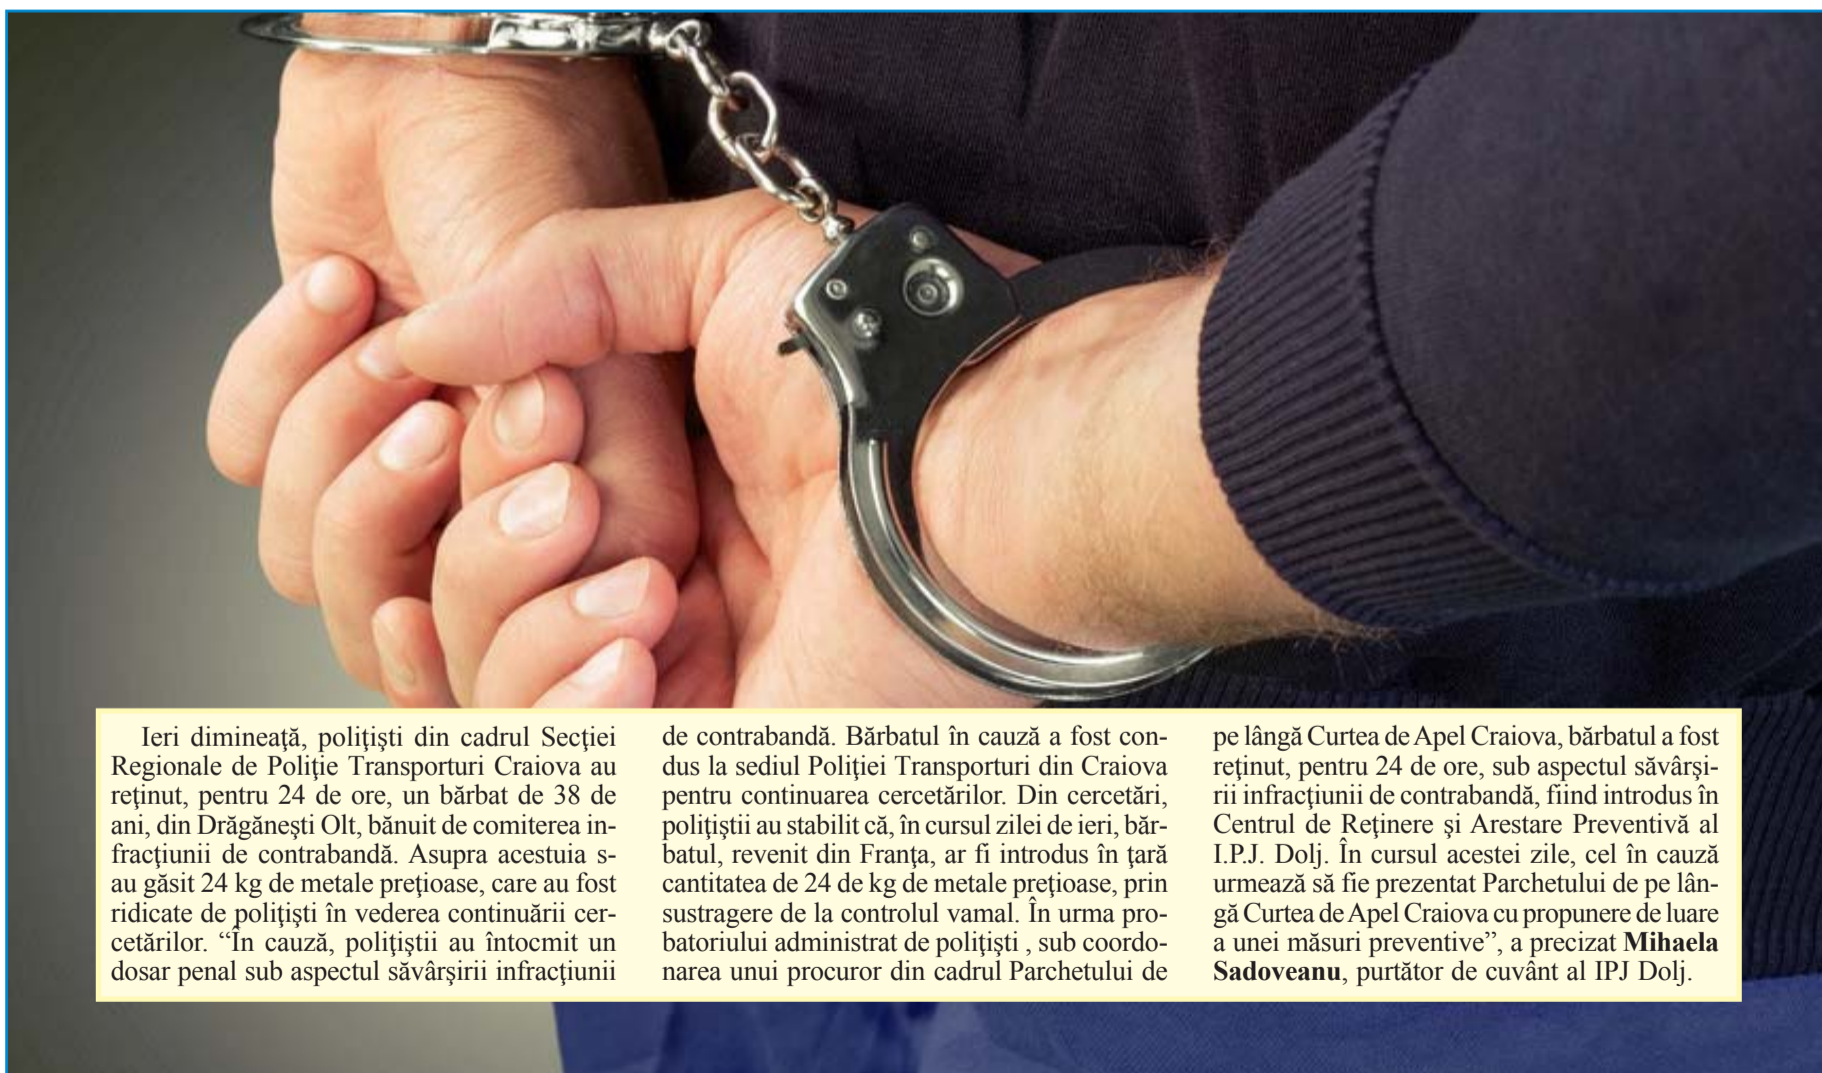 Ieri dimineaţă, poliţişti din cadrul Secţiei
Regionale de Poliţie Transporturi Craiova au
reţinut, pentru 24 de ore, un bărbat de 38 de
ani, din Drăgăneşti Olt, bănuit de comiterea in-
fracţiunii de contrabandă. Asupra acestuia s-
au găsit 24 kg de metale preţioase, care au fost
ridicate de poliţişti în vederea continuării cer-
cetărilor. “În cauză, poliţiştii au întocmit un
dosar penal sub aspectul săvârşirii infracţiunii
de contrabandă. Bărbatul în cauză a fost con-
dus la sediul Poliţiei Transporturi din Craiova
pentru continuarea cercetărilor. Din cercetări,
poliţiştii au stabilit că, în cursul zilei de ieri, băr-
batul, revenit din Franţa, ar fi introdus în ţară
cantitatea de 24 de kg de metale preţioase, prin
sustragere de la controlul vamal. În urma pro-
batoriului administrat de poliţişti , sub coordo-
narea unui procuror din cadrul Parchetului de
pe lângă Curtea de Apel Craiova, bărbatul a fost
reţinut, pentru 24 de ore, sub aspectul săvârşi-
rii infracţiunii de contrabandă, fiind introdus în
Centrul de Reţinere şi Arestare Preventivă al
I.P.J. Dolj. În cursul acestei zile, cel în cauză
urmează să fie prezentat Parchetului de pe lân-
gă Curtea de Apel Craiova cu propunere de luare
a unei măsuri preventive”, a precizat Mihaela
Sadoveanu, purtător de cuvânt al IPJ Dolj.